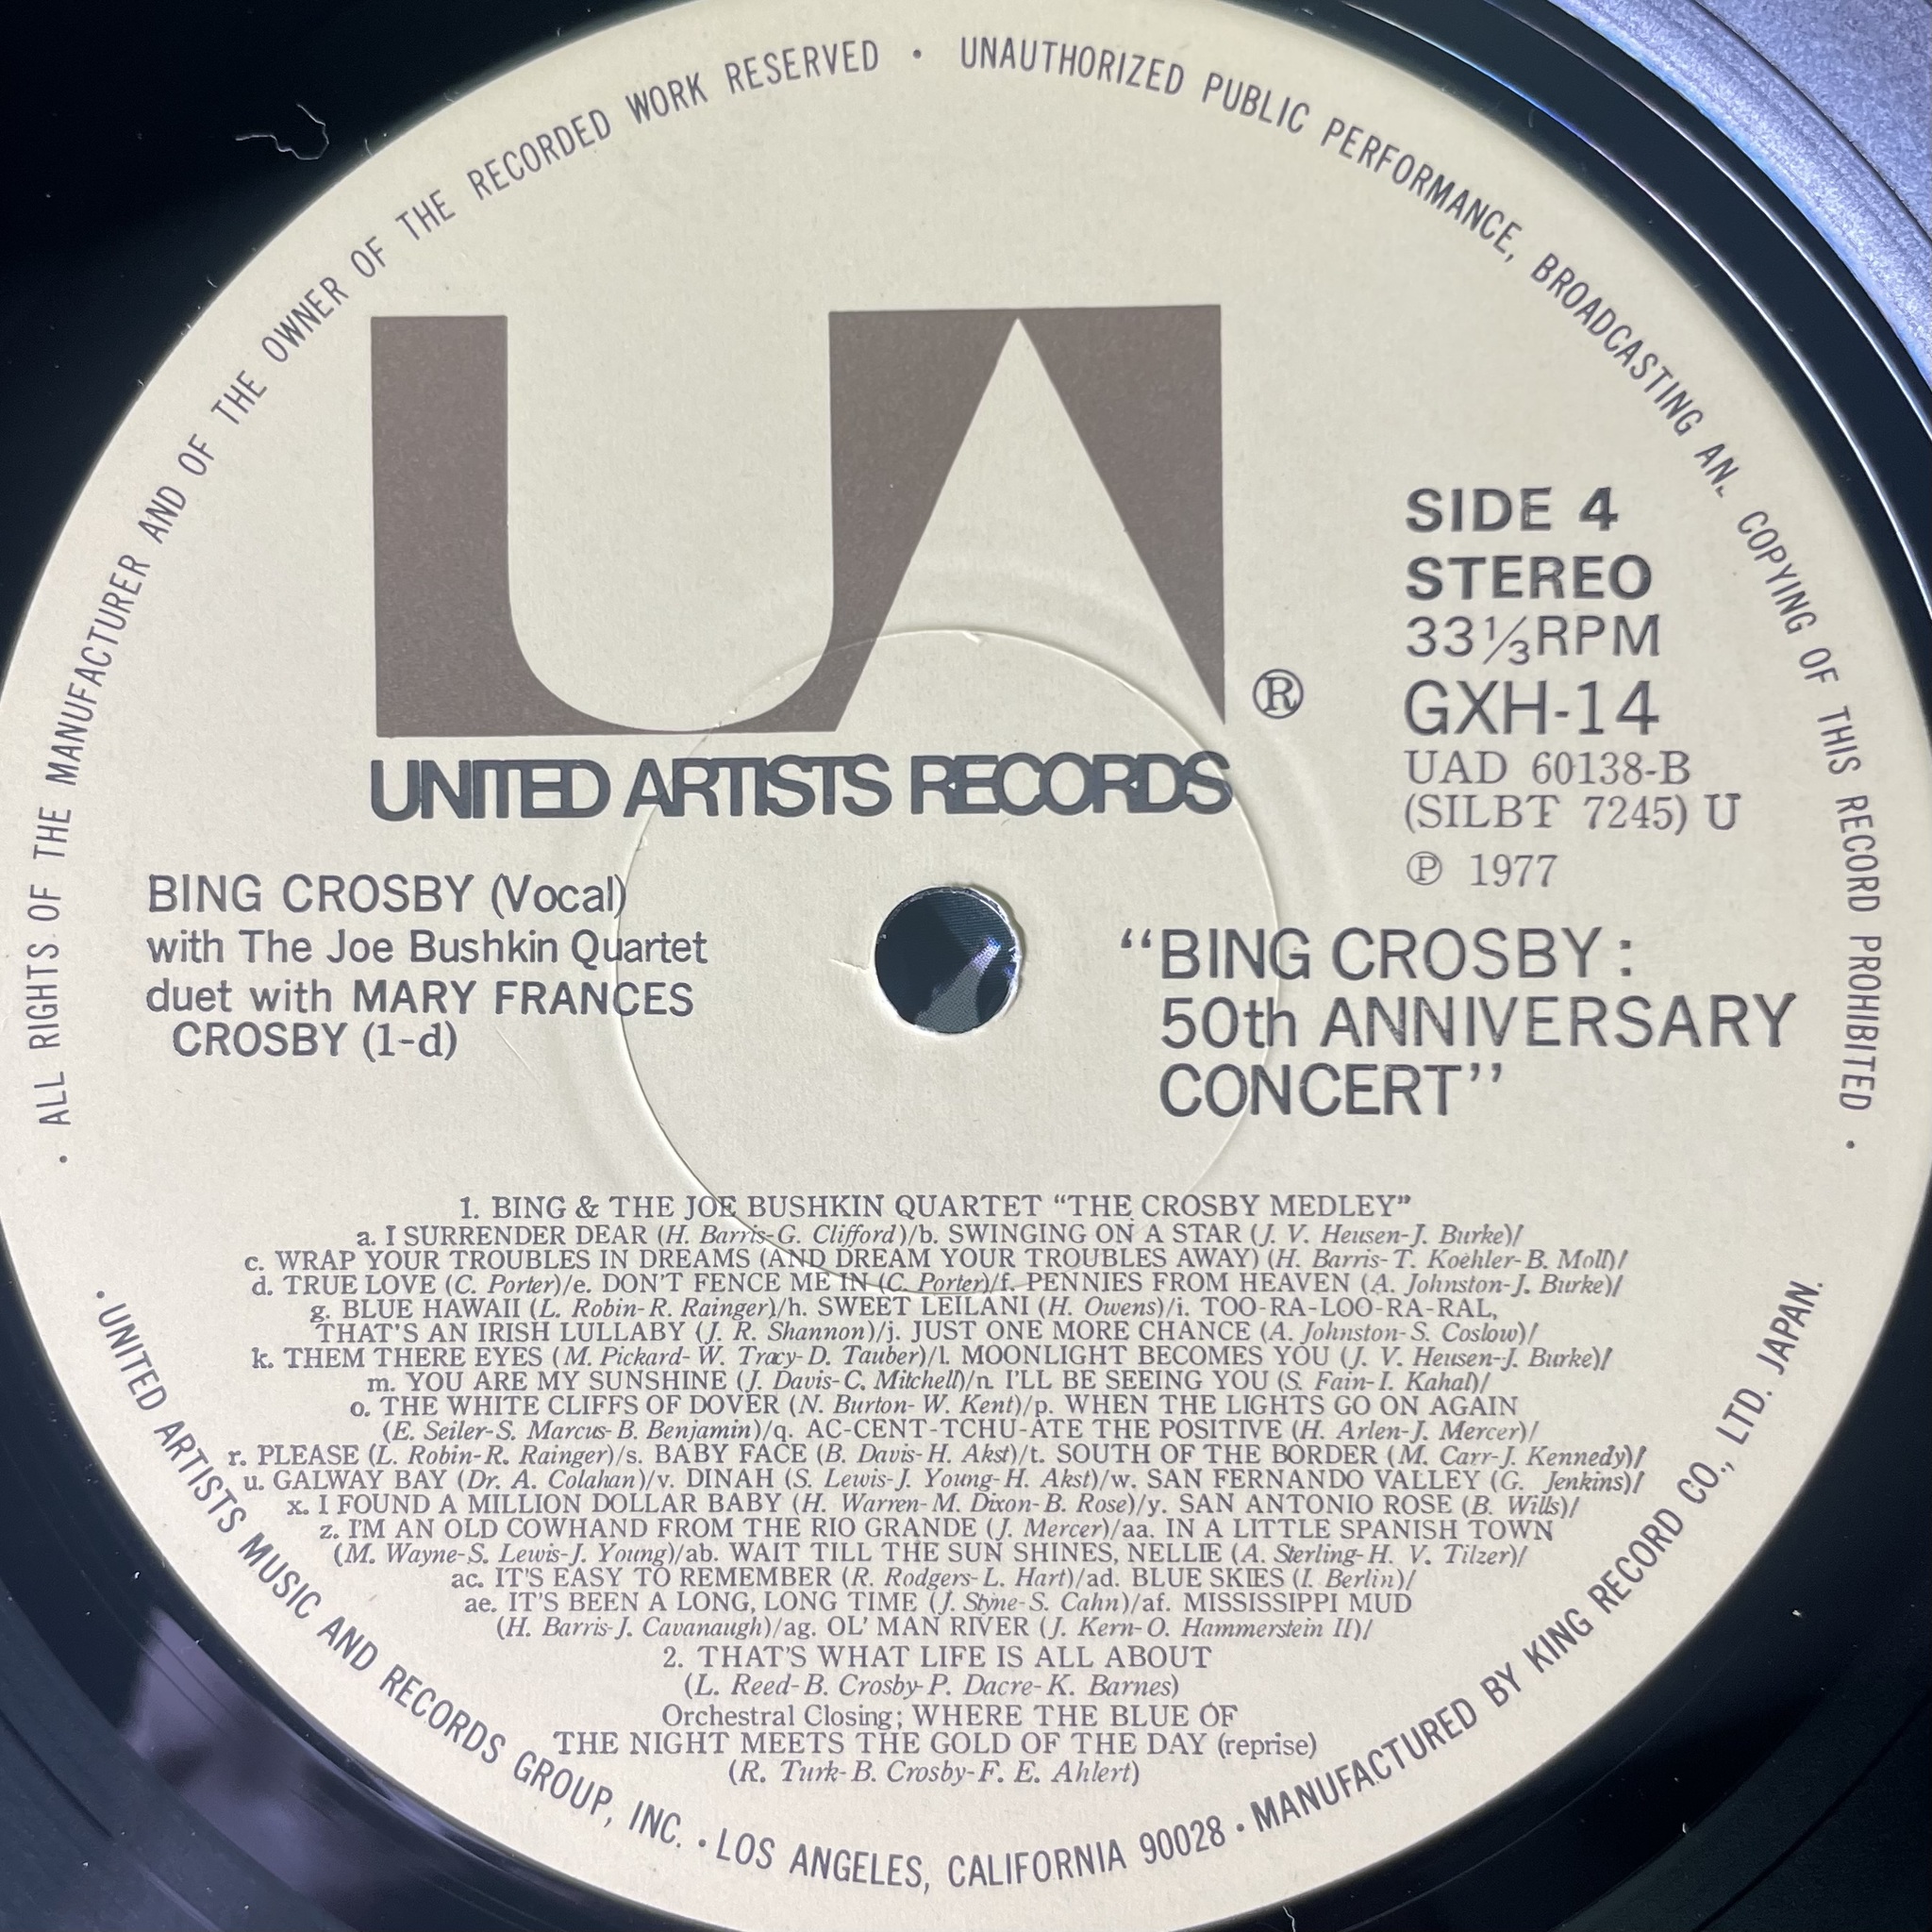 • ALL RIGHTS OF THE MANUFACTURER AND OF THE OWNER OF THE RECORDED WORK RESERVED • UNAUTHORIZED PUBLIC PERFORMANCE, BROADCASTING AN. COPYING OF THIS RECORD PROHIBITED •
UA
®
UNITED ARTISTS RECORDS
SIDE 4
STEREO
33⅓RPM
GXH-14
UAD 60138-B
(SILBT 7245) U
℗ 1977
BING CROSBY (Vocal)
with The Joe Bushkin Quartet
duet with MARY FRANCES
CROSBY (1-d)
“BING CROSBY :
50th ANNIVERSARY
CONCERT”
1. BING & THE JOE BUSHKIN QUARTET “THE CROSBY MEDLEY”
a. I SURRENDER DEAR (H. Barris-G. Clifford)/b. SWINGING ON A STAR (J. V. Heusen-J. Burke)/
c. WRAP YOUR TROUBLES IN DREAMS (AND DREAM YOUR TROUBLES AWAY) (H. Barris-T. Koehler-B. Moll)/
d. TRUE LOVE (C. Porter)/e. DON'T FENCE ME IN (C. Porter)/f. PENNIES FROM HEAVEN (A. Johnston-J. Burke)/
g. BLUE HAWAII (L. Robin-R. Rainger)/h. SWEET LEILANI (H. Owens)/i. TOO-RA-LOO-RA-RAL,
THAT'S AN IRISH LULLABY (J. R. Shannon)/j. JUST ONE MORE CHANCE (A. Johnston-S. Coslow)/
k. THEM THERE EYES (M. Pickard-W. Tracy-D. Tauber)/l. MOONLIGHT BECOMES YOU (J. V. Heusen-J. Burke)/
m. YOU ARE MY SUNSHINE (J. Davis-C. Mitchell)/n. I'LL BE SEEING YOU (S. Fain-I. Kahal)/
o. THE WHITE CLIFFS OF DOVER (N. Burton-W. Kent)/p. WHEN THE LIGHTS GO ON AGAIN
(E. Seiler-S. Marcus-B. Benjamin)/q. AC-CENT-TCHU-ATE THE POSITIVE (H. Arlen-J. Mercer)/
r. PLEASE (L. Robin-R. Rainger)/s. BABY FACE (B. Davis-H. Akst)/t. SOUTH OF THE BORDER (M. Carr-J. Kennedy)/
u. GALWAY BAY (Dr. A. Colahan)/v. DINAH (S. Lewis-J. Young-H. Akst)/w. SAN FERNANDO VALLEY (G. Jenkins)/
x. I FOUND A MILLION DOLLAR BABY (H. Warren-M. Dixon-B. Rose)/y. SAN ANTONIO ROSE (B. Wills)/
z. I'M AN OLD COWHAND FROM THE RIO GRANDE (J. Mercer)/aa. IN A LITTLE SPANISH TOWN
(M. Wayne-S. Lewis-J. Young)/ab. WAIT TILL THE SUN SHINES, NELLIE (A. Sterling-H. V. Tilzer)/
ac. IT'S EASY TO REMEMBER (R. Rodgers-L. Hart)/ad. BLUE SKIES (I. Berlin)/
ae. IT'S BEEN A LONG, LONG TIME (J. Styne-S. Cahn)/af. MISSISSIPPI MUD
(H. Barris-J. Cavanaugh)/ag. OL' MAN RIVER (J. Kern-O. Hammerstein II)/
2. THAT'S WHAT LIFE IS ALL ABOUT
(L. Reed-B. Crosby-P. Dacre-K. Barnes)
Orchestral Closing; WHERE THE BLUE OF
THE NIGHT MEETS THE GOLD OF THE DAY (reprise)
(R. Turk-B. Crosby-F. E. Ahlert)
• UNITED ARTISTS MUSIC AND RECORDS GROUP, INC. • LOS ANGELES, CALIFORNIA 90028 • MANUFACTURED BY KING RECORD CO., LTD. JAPAN.